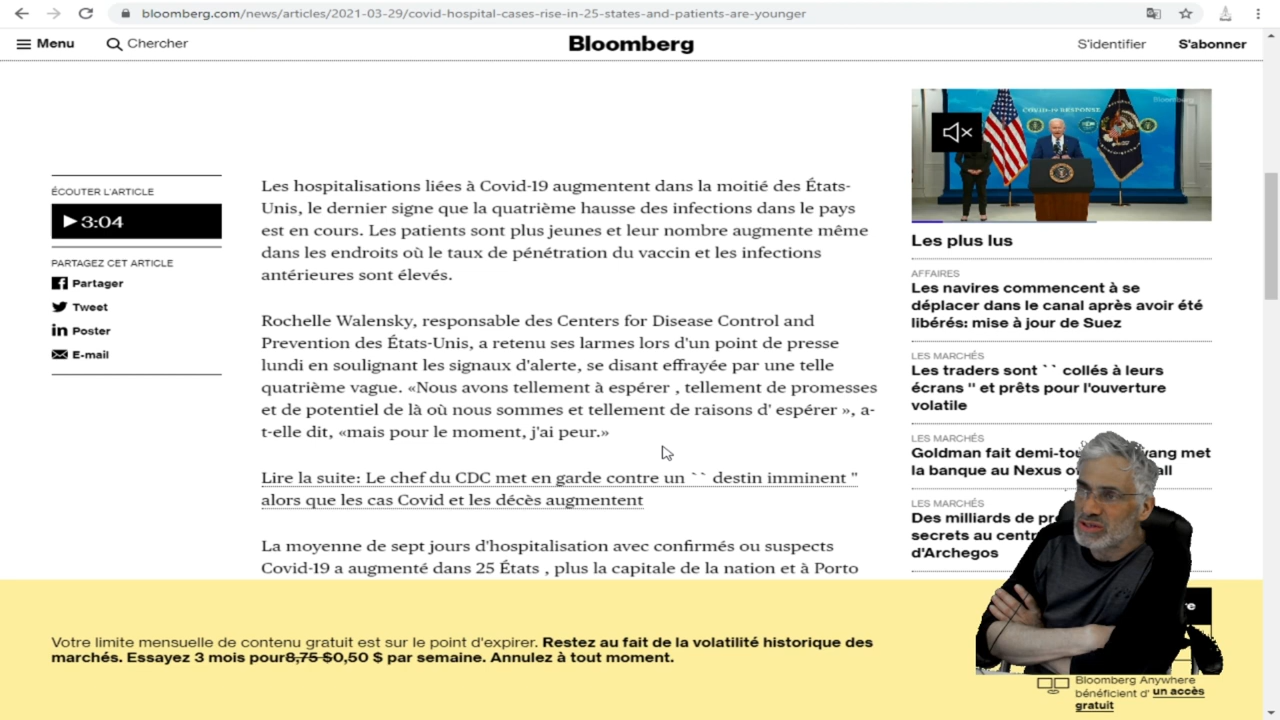 bloomberg.com/news/articles/2021-03-29/covid-hospital-cases-rise-in-25-states-and-patients-are-younger
Menu
Chercher
Bloomberg
S'identifier
S'abonner
ÉCOUTER L'ARTICLE
3:04
PARTAGEZ CET ARTICLE
Partager
Tweet
Poster
E-mail
Les hospitalisations liées à Covid-19 augmentent dans la moitié des États-
Unis, le dernier signe que la quatrième hausse des infections dans le pays
est en cours. Les patients sont plus jeunes et leur nombre augmente même
dans les endroits où le taux de pénétration du vaccin et les infections
antérieures sont élevés.
Rochelle Walensky, responsable des Centers for Disease Control and
Prevention des États-Unis, a retenu ses larmes lors d'un point de presse
lundi en soulignant les signaux d'alerte, se disant effrayée par une telle
quatrième vague. «Nous avons tellement à espérer , tellement de promesses
et de potentiel de là où nous sommes et tellement de raisons d' espérer », a-
t-elle dit, «mais pour le moment, j'ai peur.»
Lire la suite: Le chef du CDC met en garde contre un `` destin imminent ''
alors que les cas Covid et les décès augmentent
La moyenne de sept jours d'hospitalisation avec confirmés ou suspects
Covid-19 a augmenté dans 25 États , plus la capitale de la nation et à Porto
COVID-19 RESPONSE
Bloomberg
Les plus lus
AFFAIRES
Les navires commencent à se
déplacer dans le canal après avoir été
libérés: mise à jour de Suez
LES MARCHÉS
Les traders sont `` collés à leurs
écrans '' et prêts pour l'ouverture
volatile
LES MARCHÉS
Goldman fait met
la banque au Nexus
LES MARCHÉS
Des milliards de
secrets au
d'Archegos
Votre limite mensuelle de contenu gratuit est sur le point d'expirer. Restez au fait de la volatilité historique des
marchés. Essayez 3 mois pour8,75 $0,50 $ par semaine. Annulez à tout moment.
Bloomberg Anywhere
bénéficient d' un accès
gratuit